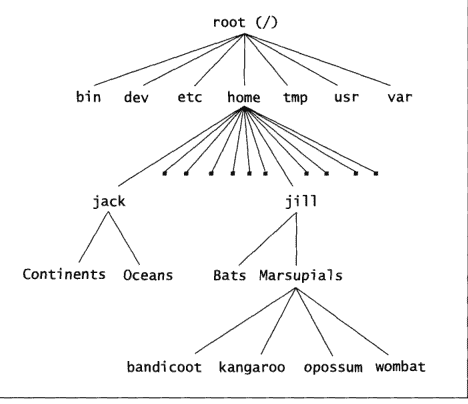 root (/)
bin dev etc home tmp usr var
jack jill
Continents Oceans Bats Marsupials
bandicoot kangaroo opossum wombat